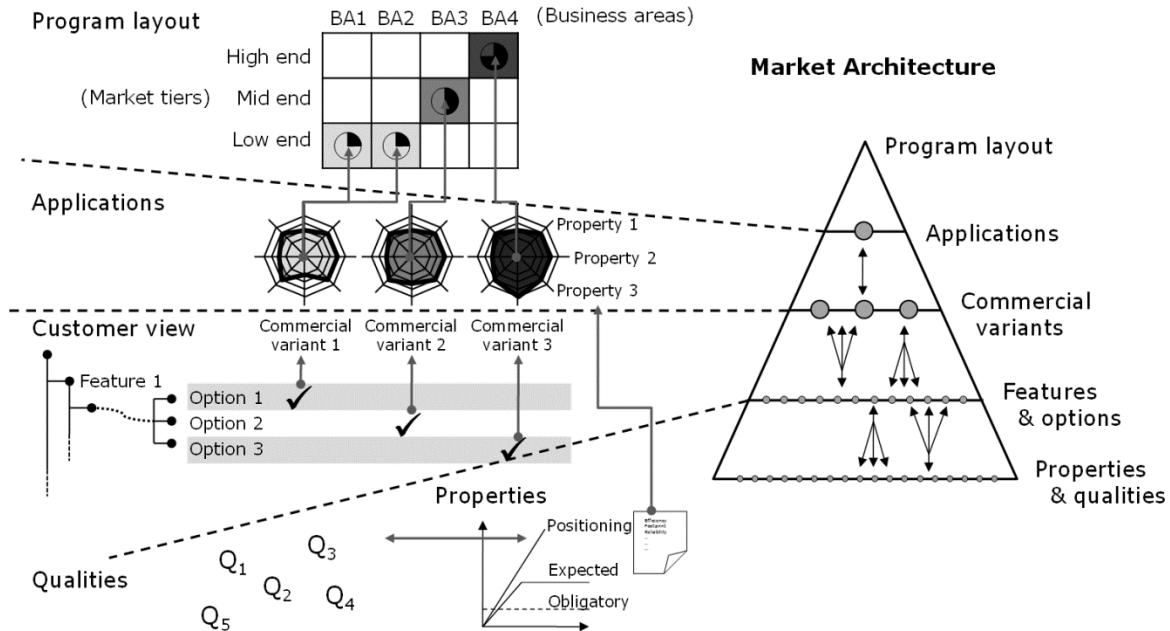 Program layout
BA1 BA2 BA3 BA4 (Business areas)
High end
(Market tiers) Mid end
Low end
Applications
Property 1
Property 2
Property 3
Customer view
Commercial variant 1
Commercial variant 2
Commercial variant 3
Feature 1
Option 1
Option 2
Option 3
Properties
Positioning
Expected
Obligatory
Efficiency
Footprint
Reliability
Qualities
Q1
Q2
Q3
Q4
Q5
Market Architecture
Program layout
Applications
Commercial
variants
Features
& options
Properties
& qualities